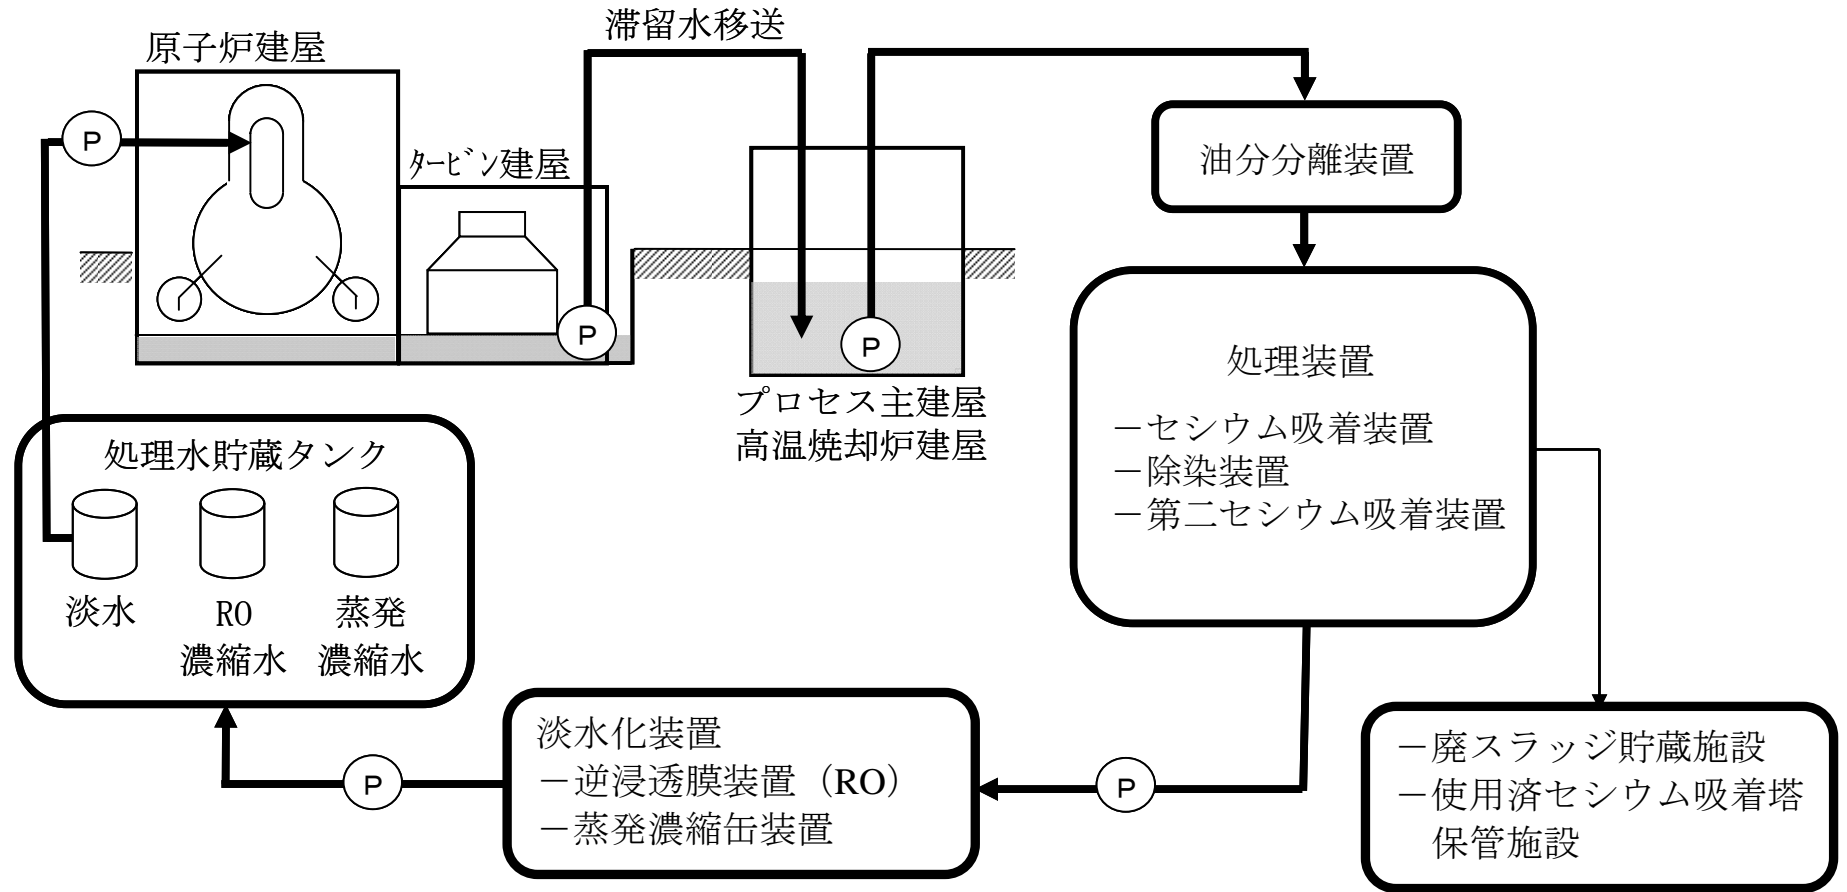 滞留水移送
原子炉建屋
P
ﾀｰﾋﾞﾝ建屋
油分分離装置
P
P
処理装置
－セシウム吸着装置
－除染装置
－第二セシウム吸着装置
プロセス主建屋
高温焼却炉建屋
処理水貯蔵タンク
淡水
RO
濃縮水
蒸発
濃縮水
淡水化装置
－逆浸透膜装置（RO）
－蒸発濃縮缶装置
P
P
－廃スラッジ貯蔵施設
－使用済セシウム吸着塔
保管施設